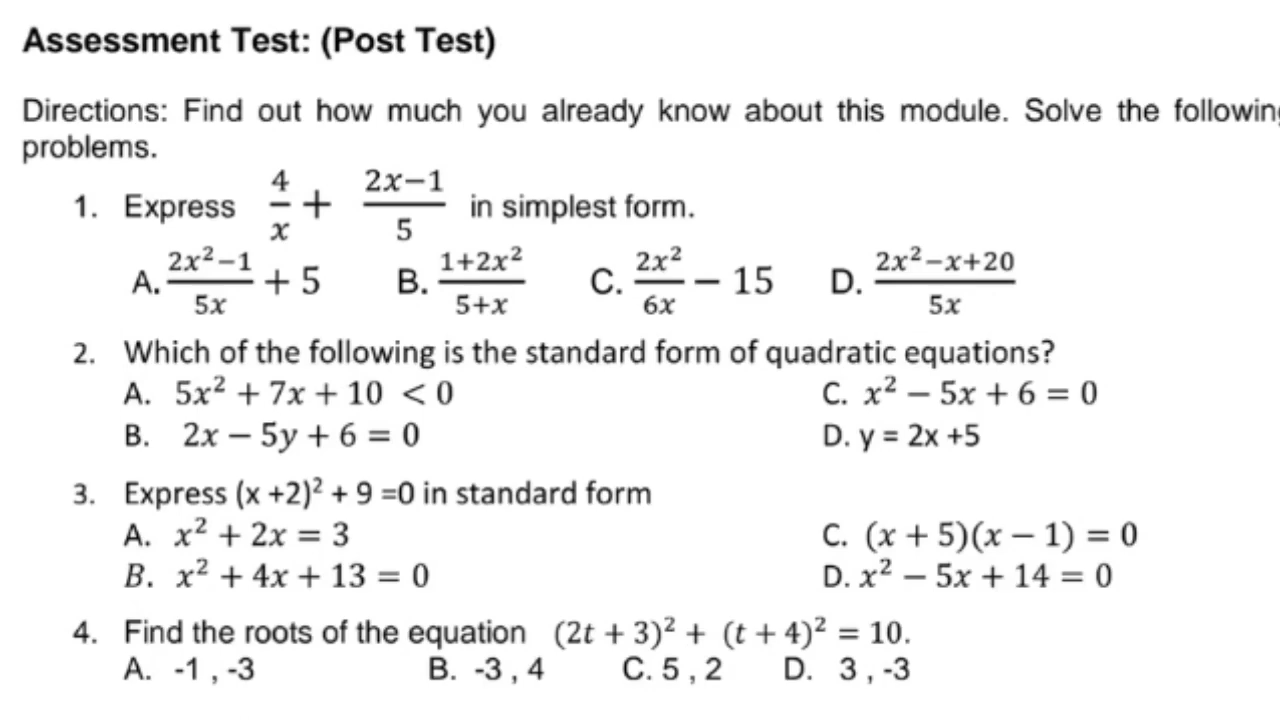 Assessment Test: (Post Test)
Directions: Find out how much you already know about this module. Solve the following
problems.
1. Express 4/x + (2x−1)/5 in simplest form.
A. (2x²−1)/5x + 5 B. (1+2x²)/(5+x) C. 2x²/6x − 15 D. (2x²−x+20)/5x
2. Which of the following is the standard form of quadratic equations?
A. 5x² + 7x + 10 < 0 C. x² − 5x + 6 = 0
B. 2x − 5y + 6 = 0 D. y = 2x +5
3. Express (x +2)² + 9 =0 in standard form
A. x² + 2x = 3 C. (x + 5)(x − 1) = 0
B. x² + 4x + 13 = 0 D. x² − 5x + 14 = 0
4. Find the roots of the equation (2t + 3)² + (t + 4)² = 10.
A. -1 , -3 B. -3 , 4 C. 5 , 2 D. 3 , -3